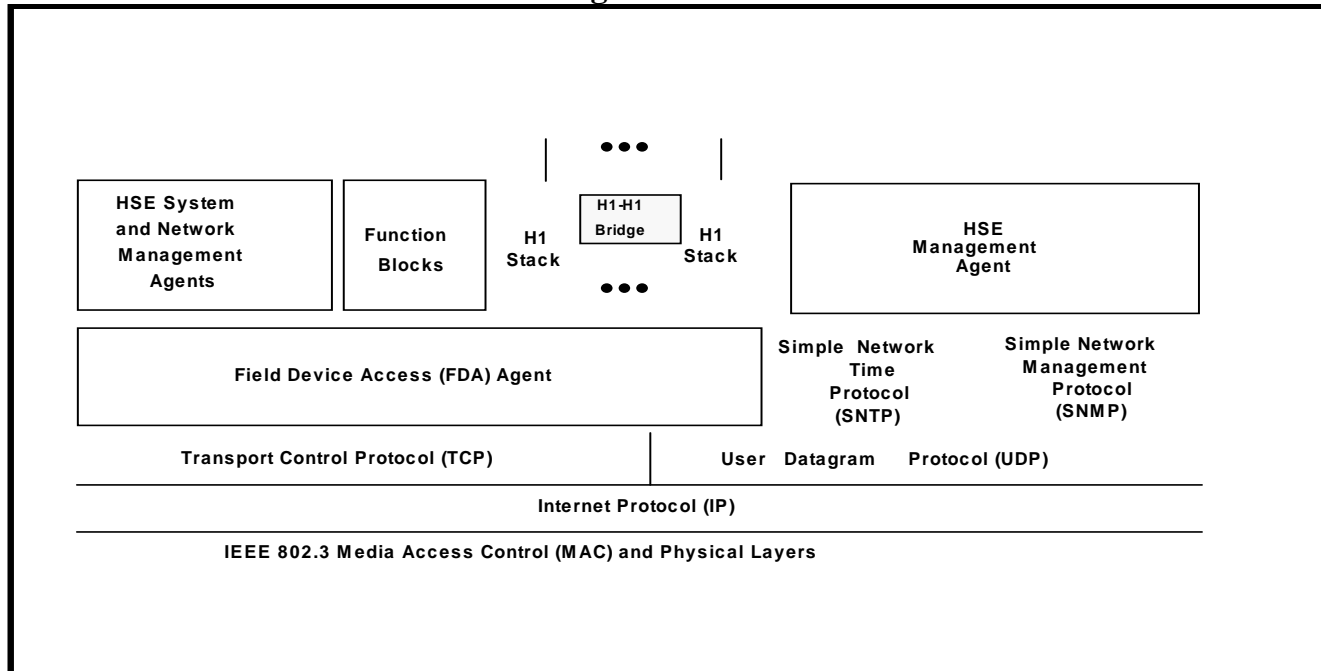 HSE System
and Network
Management
Agents
Function
Blocks
H1
Stack
H1-H1
Bridge
H1
Stack
HSE
Management
Agent
Field Device Access (FDA) Agent
Simple Network
Time
Protocol
(SNTP)
Simple Network
Management
Protocol
(SNMP)
Transport Control Protocol (TCP)
User Datagram Protocol (UDP)
Internet Protocol (IP)
IEEE 802.3 Media Access Control (MAC) and Physical Layers